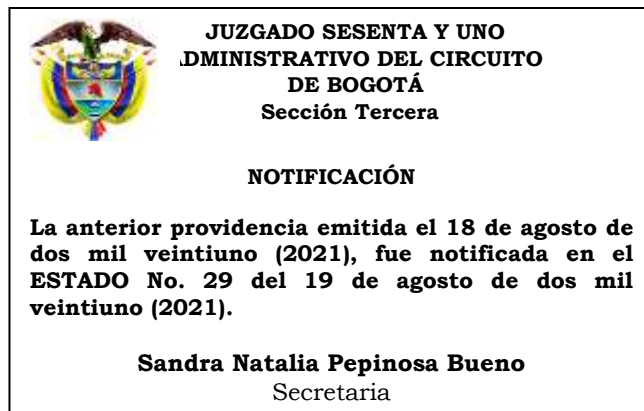 JUZGADO SESENTA Y UNO
ADMINISTRATIVO DEL CIRCUITO
DE BOGOTÁ
Sección Tercera
NOTIFICACIÓN
La anterior providencia emitida el 18 de agosto de
dos mil veintiuno (2021), fue notificada en el
ESTADO No. 29 del 19 de agosto de dos mil
veintiuno (2021).
Sandra Natalia Pepinosa Bueno
Secretaria